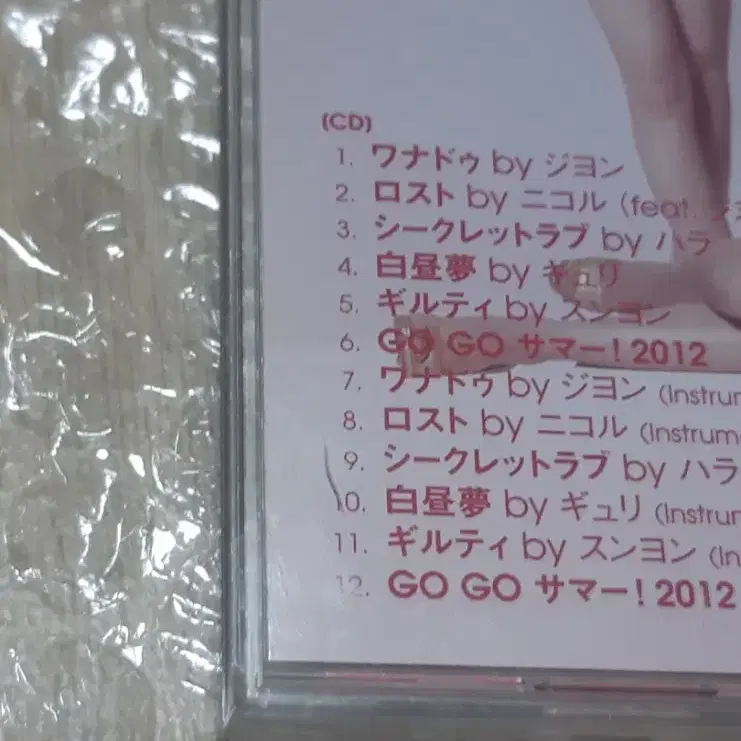 (CD)
1. ワナドゥ by ジヨン
2. ロスト by ニコル (feat.
3. シークレットラブ by ハラ
4. 白昼夢 by ギュリ
5. ギルティ by スンヨン
6. GO GO サマー! 2012
7. ワナドゥ by ジヨン (Instrum
8. ロスト by ニコル (Instrum
9. シークレットラブ by ハラ
10. 白昼夢 by ギュリ (Instrum
11. ギルティ by スンヨン (In
12. GO GO サマー! 2012